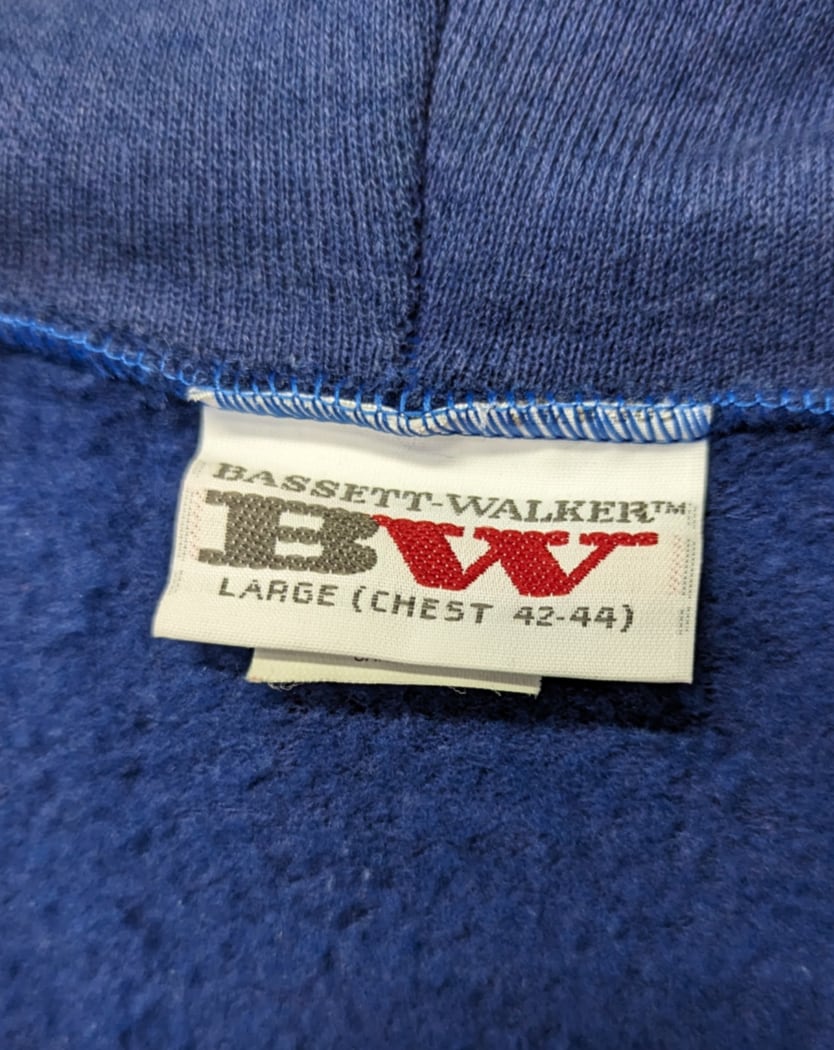 BASSETT-WALKER™
BW
LARGE (CHEST 42-44)